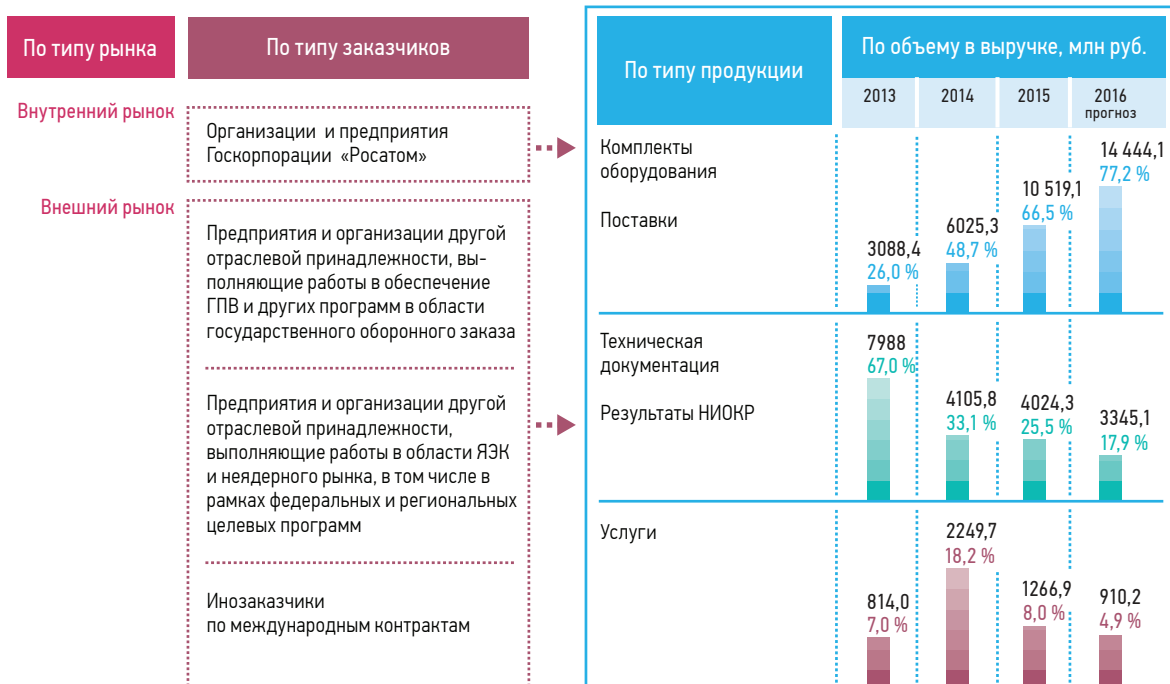 По типу рынка
По типу заказчиков
Внутренний рынок
Организации и предприятия
Госкорпорации «Росатом»
Внешний рынок
Предприятия и организации другой
отраслевой принадлежности, вы-
полняющие работы в обеспечение
ГПВ и других программ в области
государственного оборонного заказа
Предприятия и организации другой
отраслевой принадлежности,
выполняющие работы в области ЯЭК
и неядерного рынка, в том числе в
рамках федеральных и региональных
целевых программ
Инозаказчики
по международным контрактам
По типу продукции
По объему в выручке, млн руб.
2013
2014
2015
2016
прогноз
Комплекты
оборудования
Поставки
3088,4
26,0 %
6025,3
48,7 %
10 519,1
66,5 %
14 444,1
77,2 %
Техническая
документация
Результаты НИОКР
7988
67,0 %
4105,8
33,1 %
4024,3
25,5 %
3345,1
17,9 %
Услуги
814,0
7,0 %
2249,7
18,2 %
1266,9
8,0 %
910,2
4,9 %